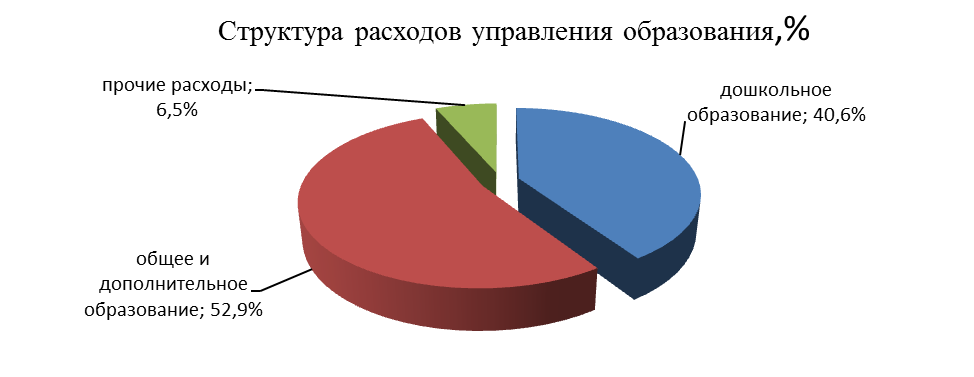 Структура расходов управления образования,%
прочие расходы;
6,5%
дошкольное
образование; 40,6%
общее и
дополнительное
образование; 52,9%